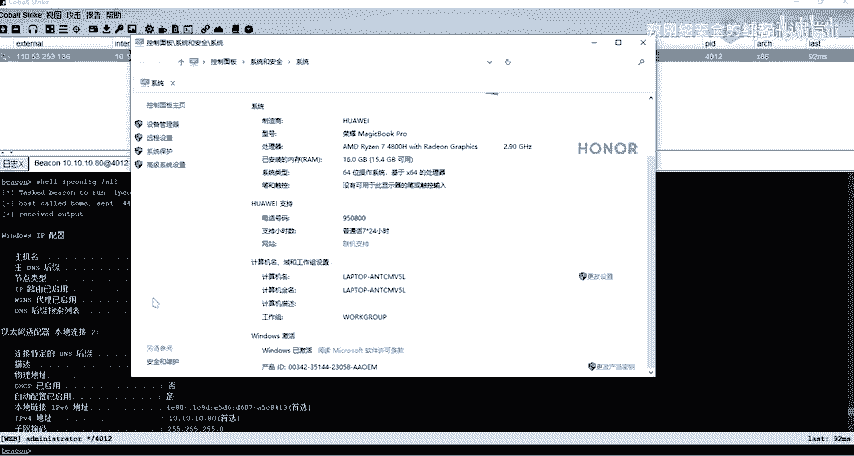 Cobalt Strike
Cobalt Strike 视图 攻击 报告 帮助
external
pid
arch
last
110.53.253.136
4012
x86
92ms
控制面板\系统和安全\系统
控制面板 系统和安全 系统
系统 X
控制面板主页
设备管理器
远程设置
系统保护
高级系统设置
系统
制造商: HUAWEI
型号: 荣耀 MagicBook Pro
处理器: AMD Ryzen 7 4800H with Radeon Graphics 2.90 GHz
已安装的内存(RAM): 16.0 GB (15.4 GB 可用)
系统类型: 64 位操作系统，基于 x64 的处理器
笔和触控: 没有可用于此显示器的笔或触控输入
HONOR
HUAWEI 支持
电话号码: 950800
支持小时数: 普通话7*24小时
网站: 联机支持
计算机名、域和工作组设置
计算机名: LAPTOP-ANTCMV5L
更改设置
计算机全名: LAPTOP-ANTCMV5L
计算机描述:
工作组: WORKGROUP
Windows 激活
Windows 已激活 阅读 Microsoft 软件许可条款
产品 ID: 00342-35144-23058-AAOEM
更改产品密钥
另请参阅
安全和维护
日志X Beacon 10.10.10.80@4012
beacon> shell ipconfig /all
[*] Tasked beacon to run: ipco
[+] host called home, sent: 44
[+] received output:
Windows IP 配置
主机名
主 DNS 后缀
节点类型
IP 路由已启用
WINS 代理已启用
DNS 后缀搜索列表
以太网适配器 本地连接 2:
连接特定的 DNS 后缀
描述
物理地址
DHCP 已启用 . . . : 否
自动配置已启用 . . . : 是
本地链接 IPv6 地址
IPv4 地址 . . . : 10.10.10.80(首选)
子网掩码 . . . : 255.255.255.0
[WEB] administrator */4012
last: 92ms
beacon>